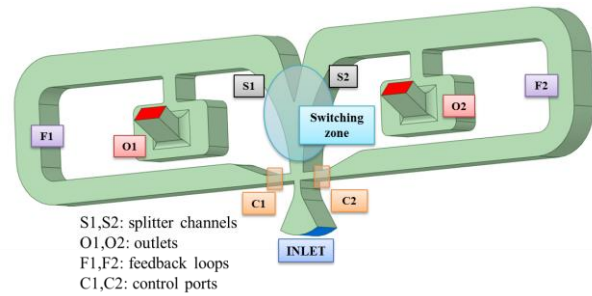 S1
S2
F2
Switching
zone
O2
F1
O1
C1
C2
S1,S2: splitter channels
O1,O2: outlets
F1,F2: feedback loops
C1,C2: control ports
INLET